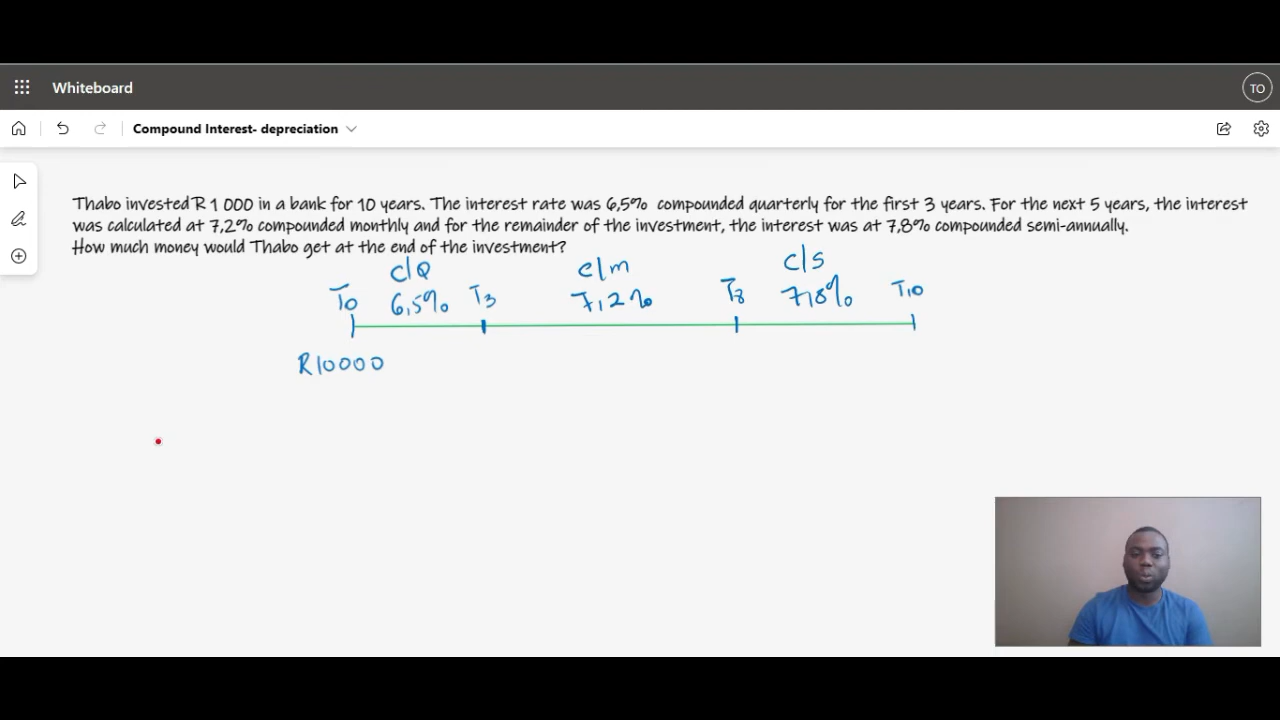 Whiteboard
TO
Compound Interest- depreciation
Thabo invested R 1 000 in a bank for 10 years. The interest rate was 6,5% compounded quarterly for the first 3 years. For the next 5 years, the interest
was calculated at 7,2% compounded monthly and for the remainder of the investment, the interest was at 7,8% compounded semi-annually.
How much money would Thabo get at the end of the investment?
C/Q c/m c/s
T0 6,5% T3 7,2% T8 7,8% T10
R10000